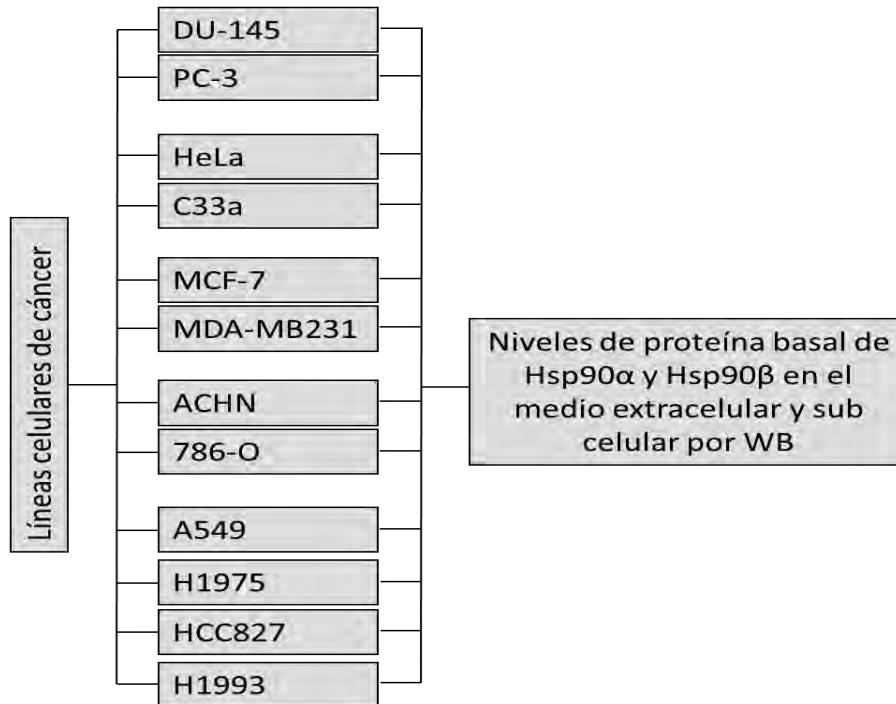 Líneas celulares de cáncer
DU-145
PC-3
HeLa
C33a
MCF-7
MDA-MB231
ACHN
786-O
A549
H1975
HCC827
H1993
Niveles de proteína basal de
Hsp90α y Hsp90β en el
medio extracelular y sub
celular por WB